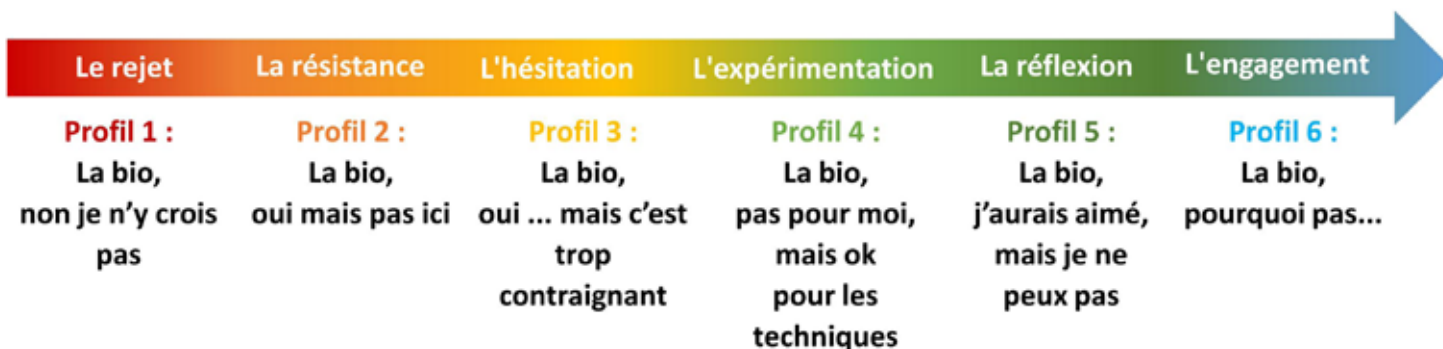 Le rejet
La résistance
L'hésitation
L'expérimentation
La réflexion
L'engagement
Profil 1 :
La bio,
non je n’y crois
pas
Profil 2 :
La bio,
oui mais pas ici
Profil 3 :
La bio,
oui ... mais c’est
trop
contraignant
Profil 4 :
La bio,
pas pour moi,
mais ok
pour les
techniques
Profil 5 :
La bio,
j’aurais aimé,
mais je ne
peux pas
Profil 6 :
La bio,
pourquoi pas...